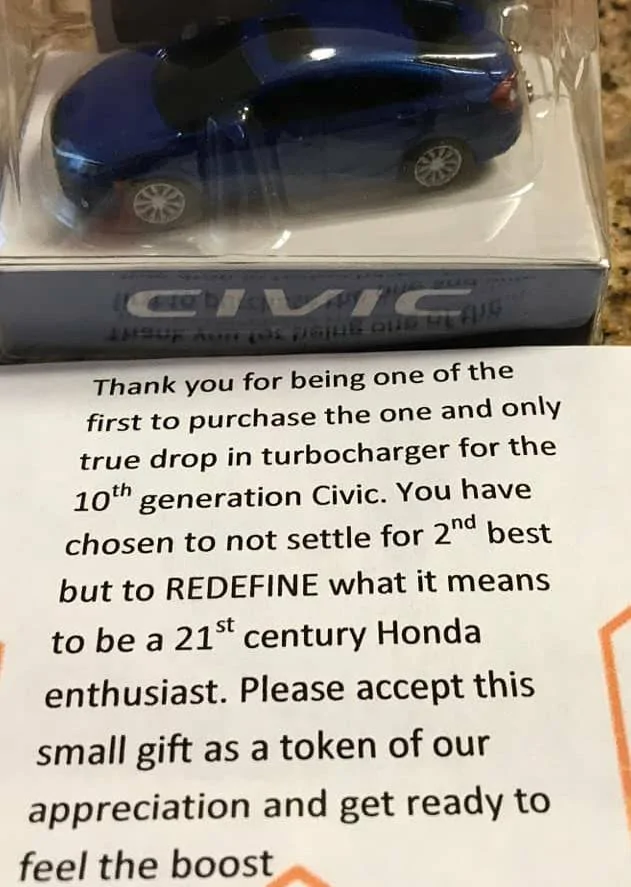 CIVIC
Thank you for being one of the
first to purchase the one and only
true drop in turbocharger for the
10th generation Civic. You have
chosen to not settle for 2nd best
but to REDEFINE what it means
to be a 21st century Honda
enthusiast. Please accept this
small gift as a token of our
appreciation and get ready to
feel the boost